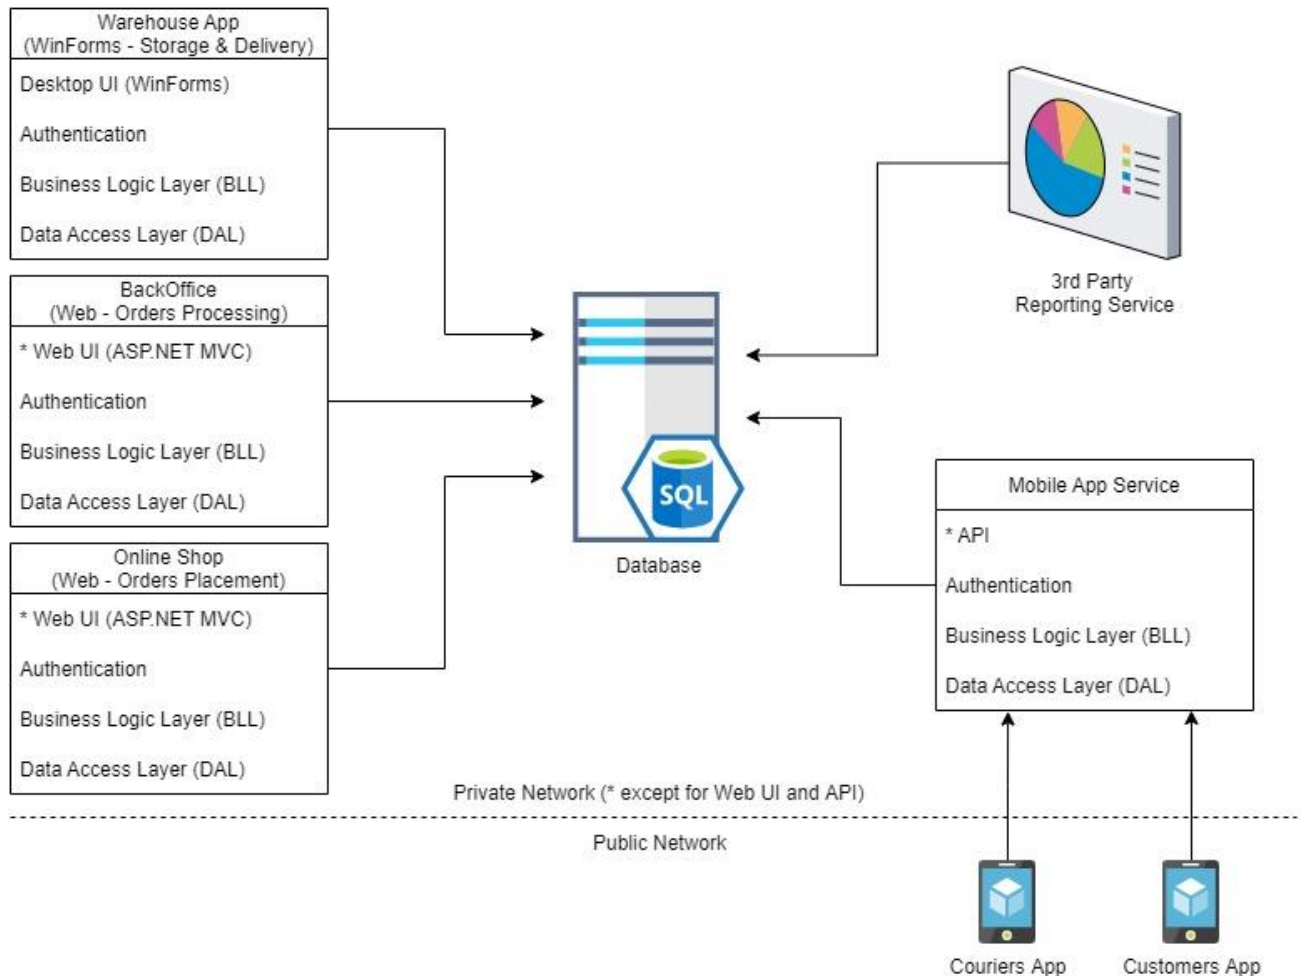 Warehouse App
(WinForms - Storage & Delivery)
Desktop UI (WinForms)
Authentication
Business Logic Layer (BLL)
Data Access Layer (DAL)
BackOffice
(Web - Orders Processing)
* Web UI (ASP.NET MVC)
Authentication
Business Logic Layer (BLL)
Data Access Layer (DAL)
Online Shop
(Web - Orders Placement)
* Web UI (ASP.NET MVC)
Authentication
Business Logic Layer (BLL)
Data Access Layer (DAL)
SQL
Database
3rd Party
Reporting Service
Mobile App Service
* API
Authentication
Business Logic Layer (BLL)
Data Access Layer (DAL)
Private Network (* except for Web UI and API)
Public Network
Couriers App
Customers App